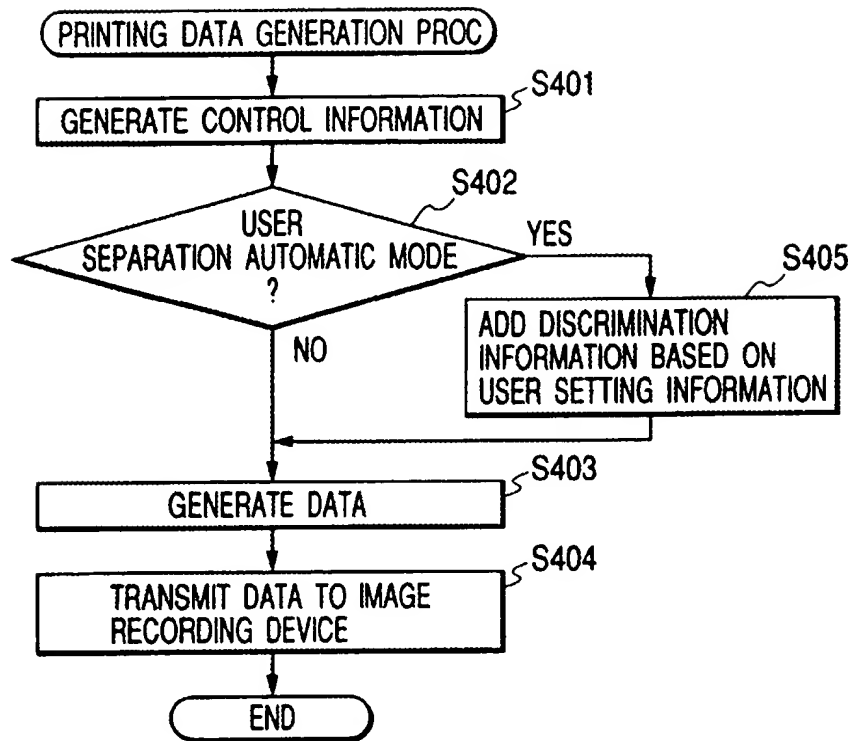 PRINTING DATA GENERATION PROC
S401
GENERATE CONTROL INFORMATION
S402
USER
SEPARATION AUTOMATIC MODE
?
YES
S405
ADD DISCRIMINATION
INFORMATION BASED ON
USER SETTING INFORMATION
NO
S403
GENERATE DATA
S404
TRANSMIT DATA TO IMAGE
RECORDING DEVICE
END